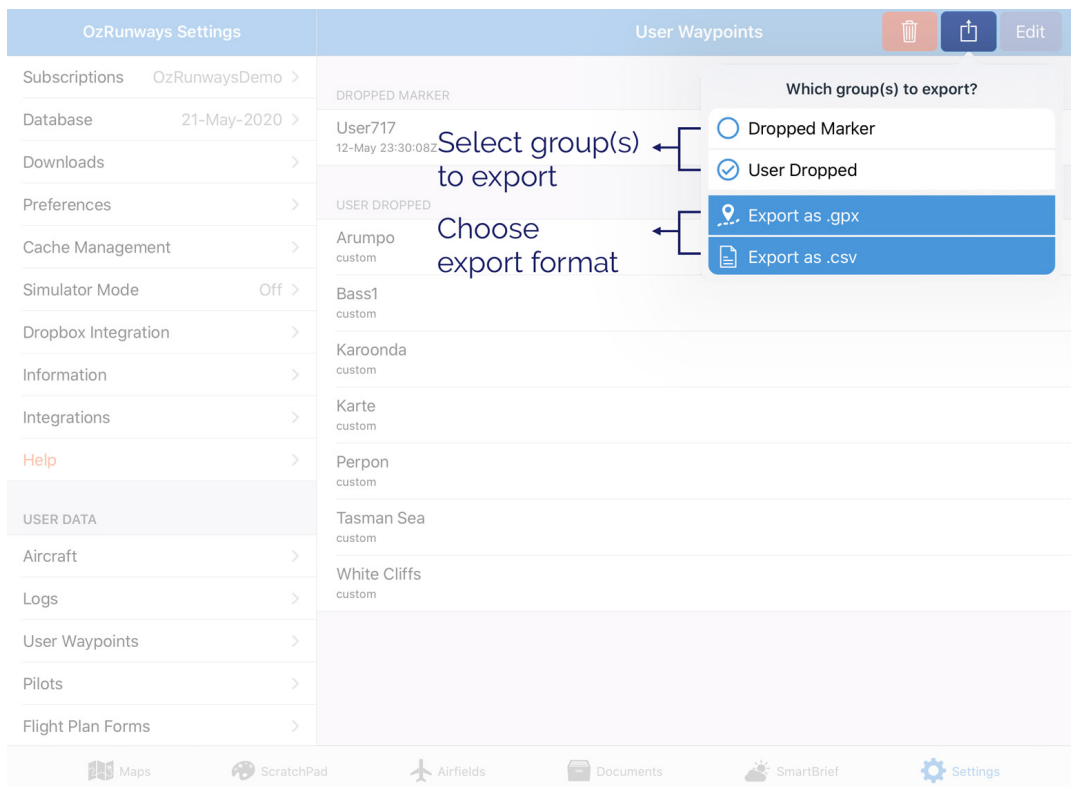 OzRunways Settings
User Waypoints
Edit
Subscriptions OzRunwaysDemo
Database 21-May-2020
Downloads
Preferences
Cache Management
Simulator Mode Off
Dropbox Integration
Information
Integrations
Help
USER DATA
Aircraft
Logs
User Waypoints
Pilots
Flight Plan Forms
DROPPED MARKER
User717
12-May 23:30:08Z
USER DROPPED
Arumpo
custom
Bass1
custom
Karoonda
custom
Karte
custom
Perpon
custom
Tasman Sea
custom
White Cliffs
custom
Select group(s)
to export
Choose
export format
Which group(s) to export?
Dropped Marker
User Dropped
Export as .gpx
Export as .csv
Maps
ScratchPad
Airfields
Documents
SmartBrief
Settings